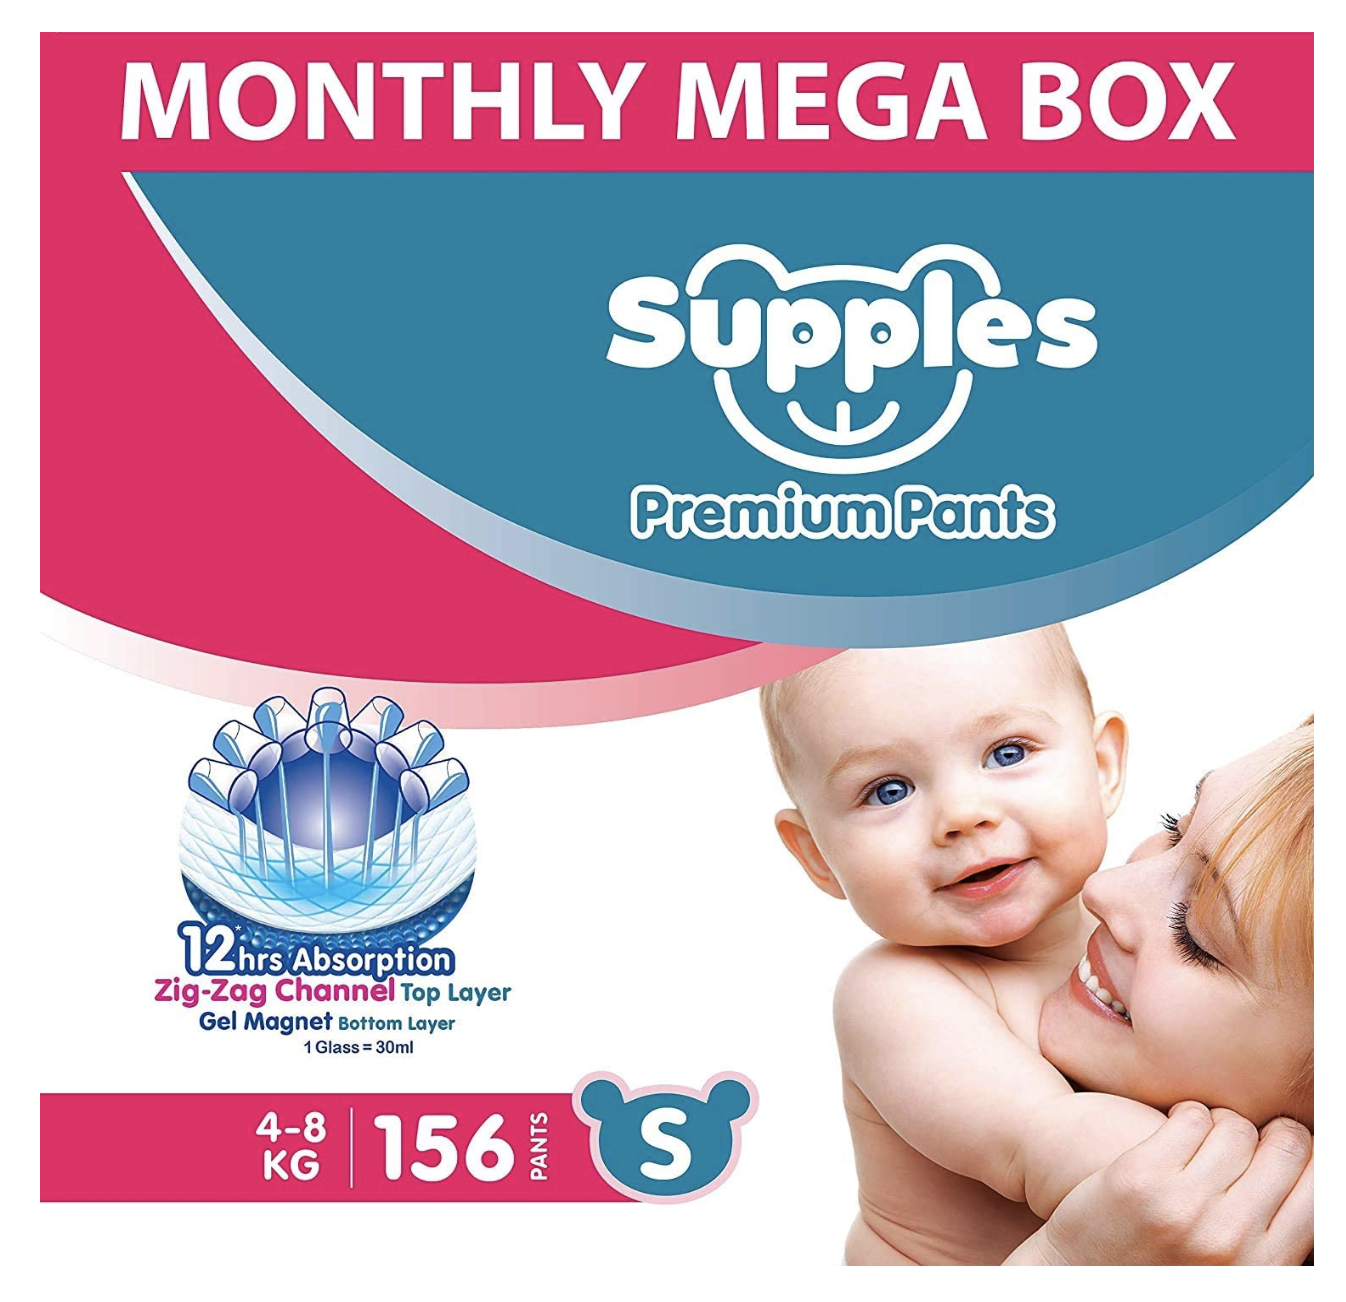 MONTHLY MEGA BOX
Supples
Premium Pants
12*hrs Absorption
Zig-Zag Channel Top Layer
Gel Magnet Bottom Layer
1 Glass = 30ml
4-8
KG
156
PANTS
S